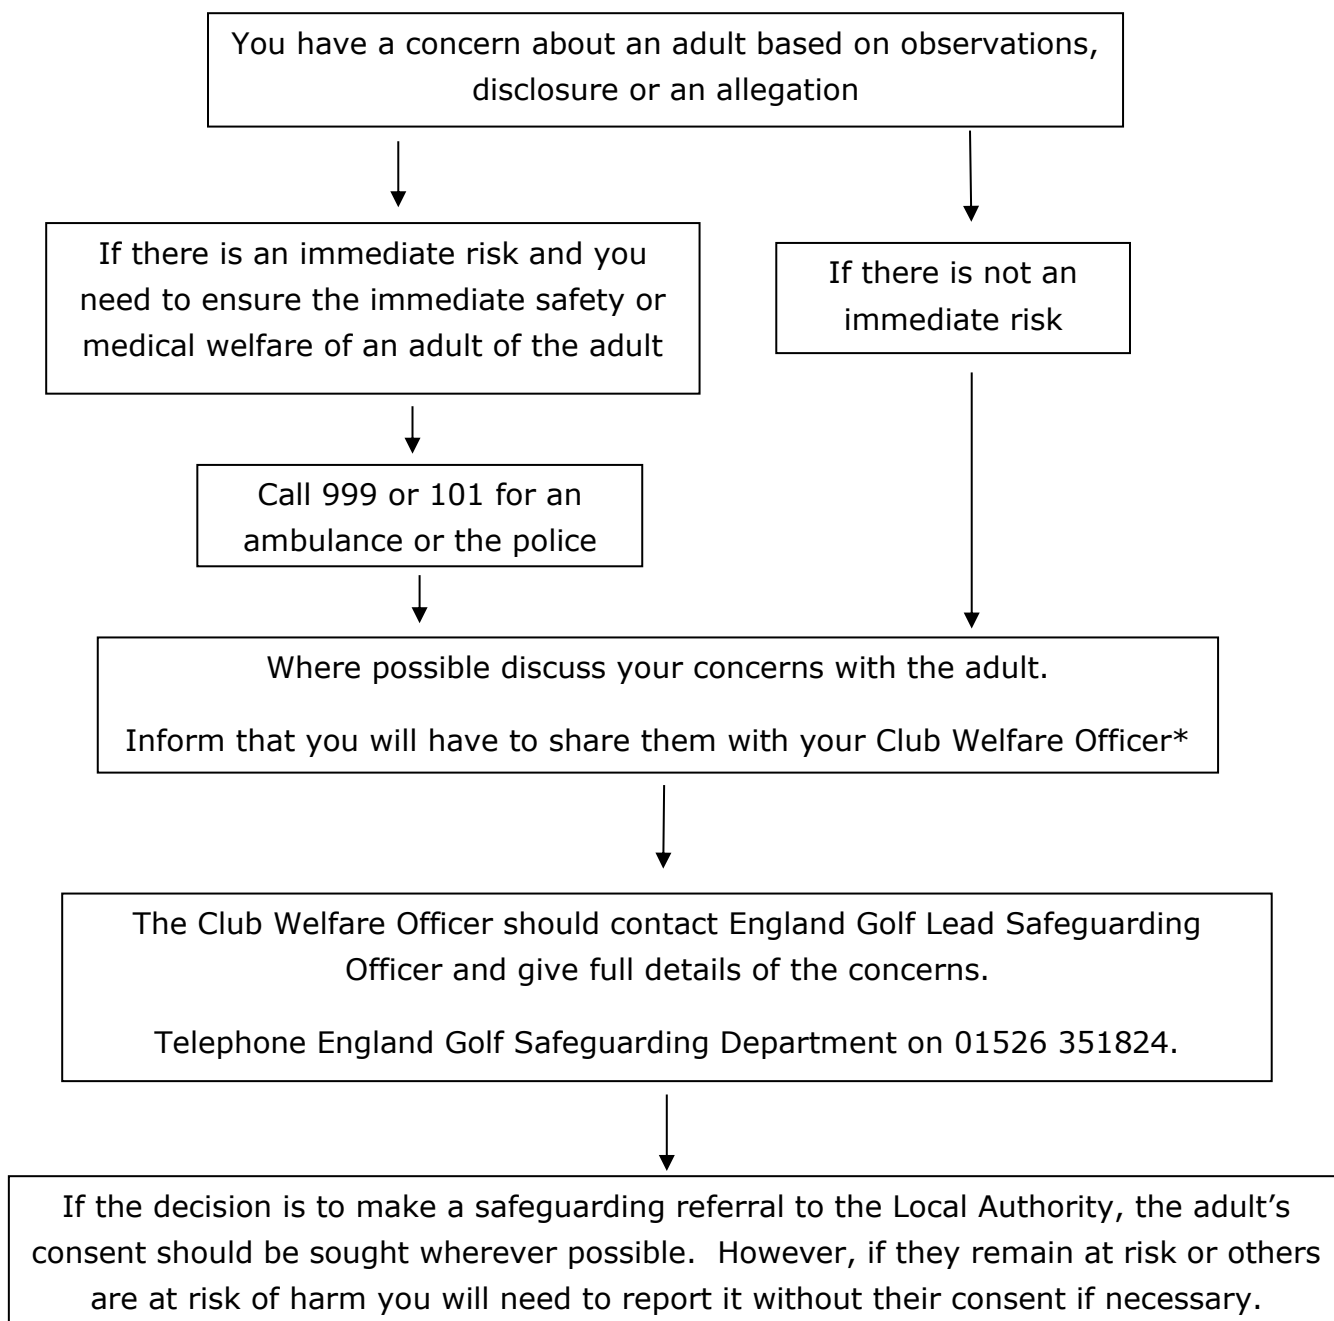 You have a concern about an adult based on observations,
disclosure or an allegation
If there is an immediate risk and you
need to ensure the immediate safety or
medical welfare of an adult of the adult
If there is not an
immediate risk
Call 999 or 101 for an
ambulance or the police
Where possible discuss your concerns with the adult.
Inform that you will have to share them with your Club Welfare Officer*
The Club Welfare Officer should contact England Golf Lead Safeguarding
Officer and give full details of the concerns.
Telephone England Golf Safeguarding Department on 01526 351824.
If the decision is to make a safeguarding referral to the Local Authority, the adult’s
consent should be sought wherever possible.  However, if they remain at risk or others
are at risk of harm you will need to report it without their consent if necessary.